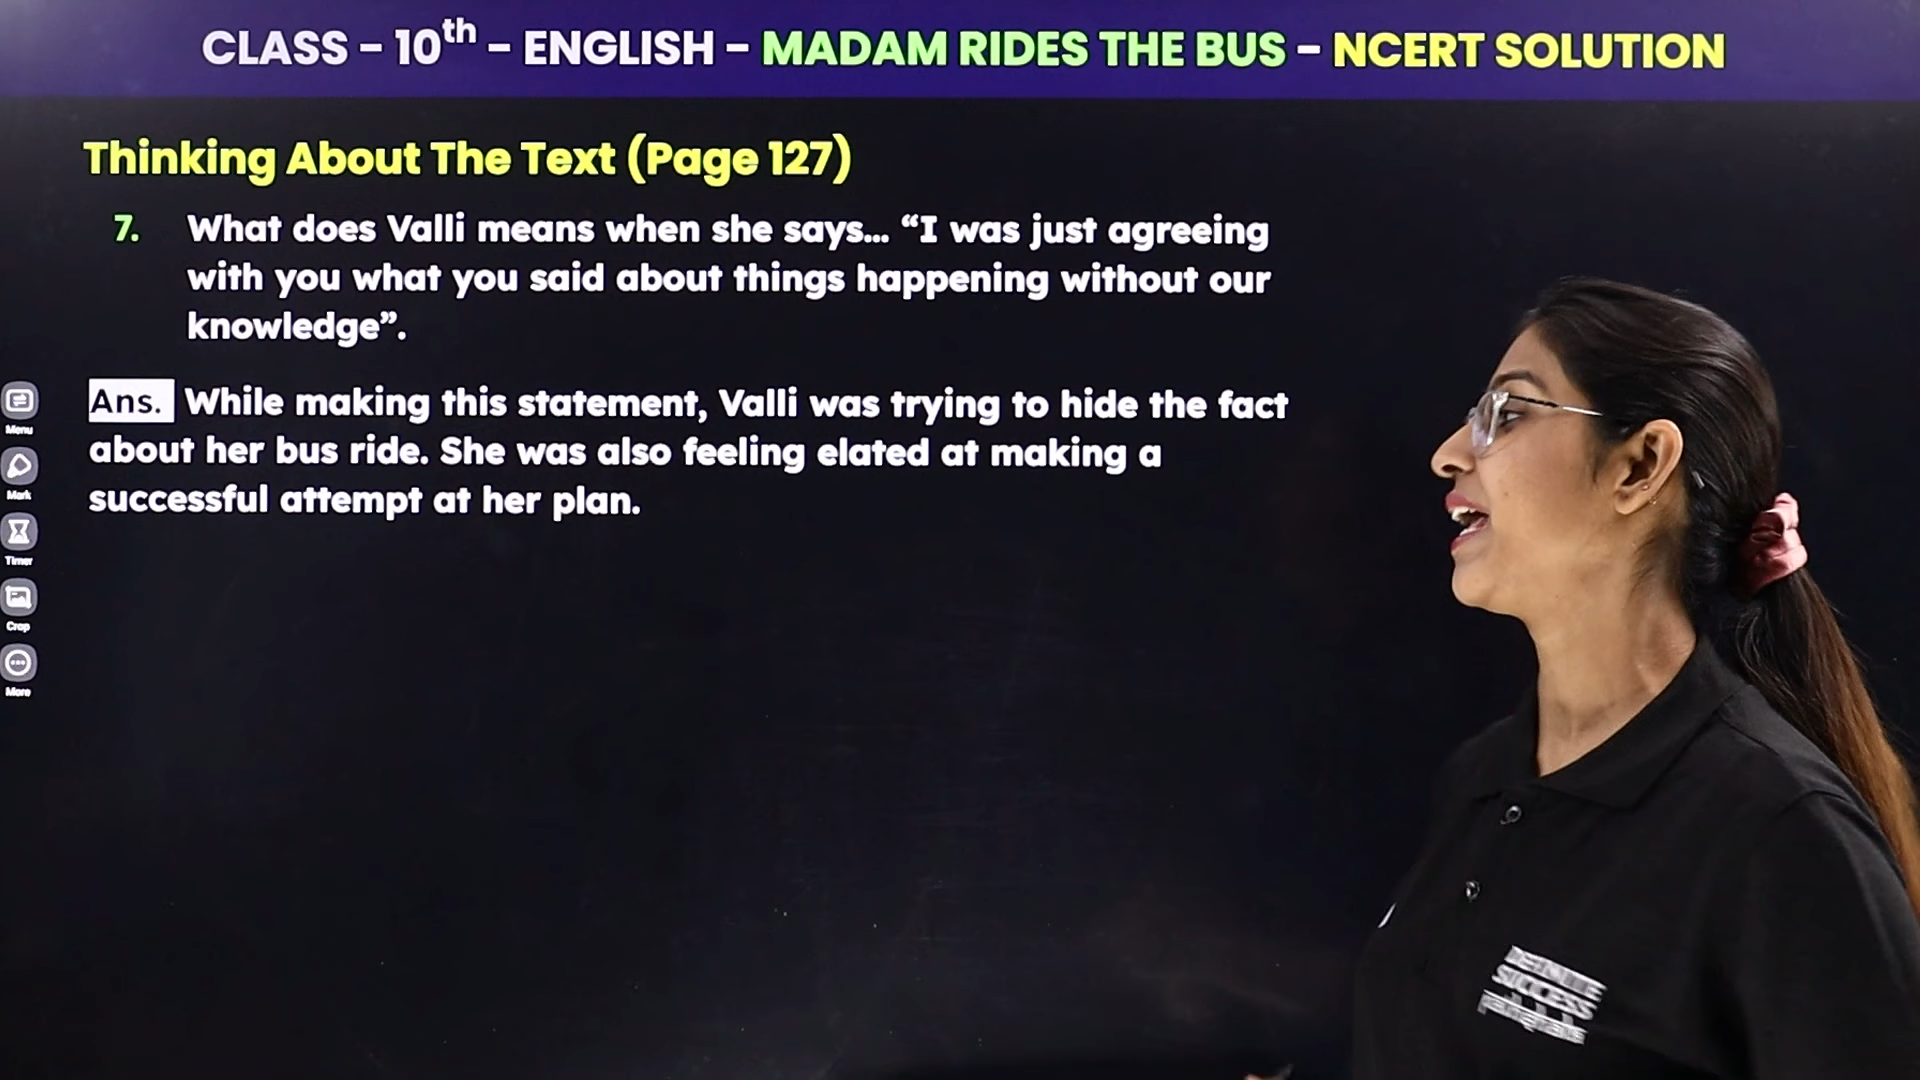 CLASS – 10th – ENGLISH – MADAM RIDES THE BUS – NCERT SOLUTION
Thinking About The Text (Page 127)
7. What does Valli means when she says... “I was just agreeing
with you what you said about things happening without our
knowledge”.
Ans. While making this statement, Valli was trying to hide the fact
about her bus ride. She was also feeling elated at making a
successful attempt at her plan.
Menu
Mark
Timer
Crop
More
SUCCESS